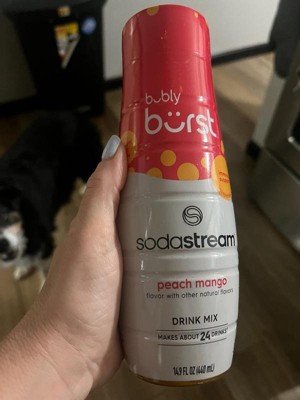 bubly
bürst
sodastream
peach mango
flavor with other natural flavors
DRINK MIX
MAKES ABOUT 24 DRINKS
14.9 FL OZ (440 mL)